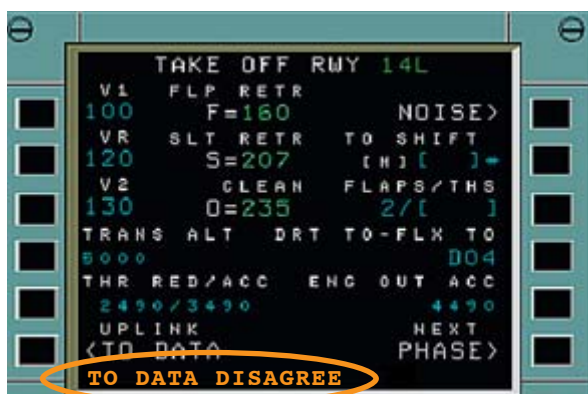 TAKE OFF RWY 14L
V1 FLP RETR
100 F=160 NOISE>
VR SLT RETR TO SHIFT
120 S=207 [M][ ]*
V2 CLEAN FLAPS/THS
130 O=235 2/[ ]
TRANS ALT DRT TO-FLX TO
5000 D04
THR RED/ACC ENG OUT ACC
2490/3490 4490
UPLINK NEXT
<TO DATA PHASE>
TO DATA DISAGREE